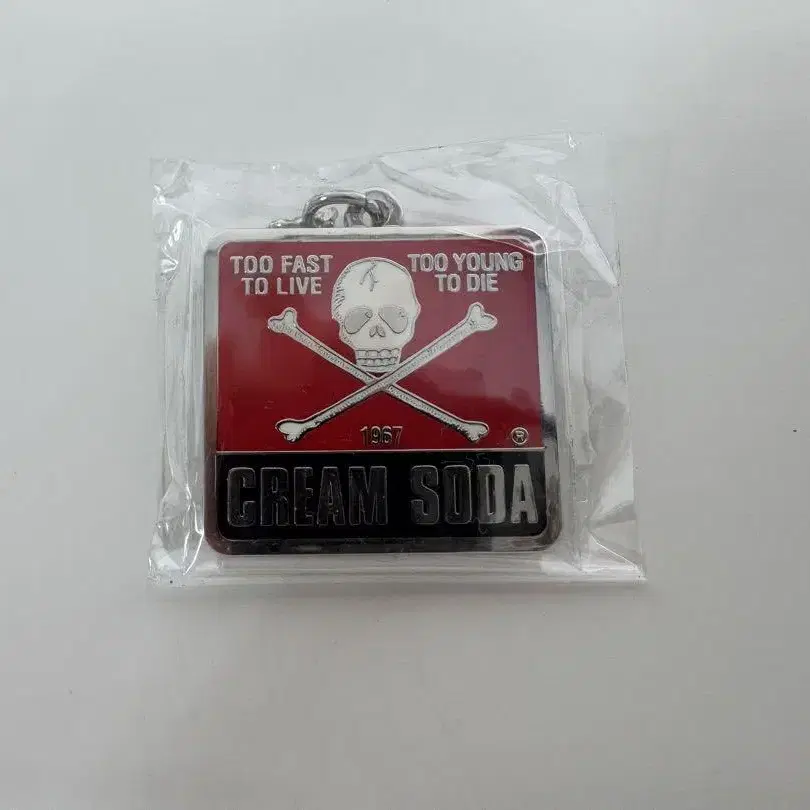 TOO FAST
TO LIVE
TOO YOUNG
TO DIE
1967
®
CREAM SODA